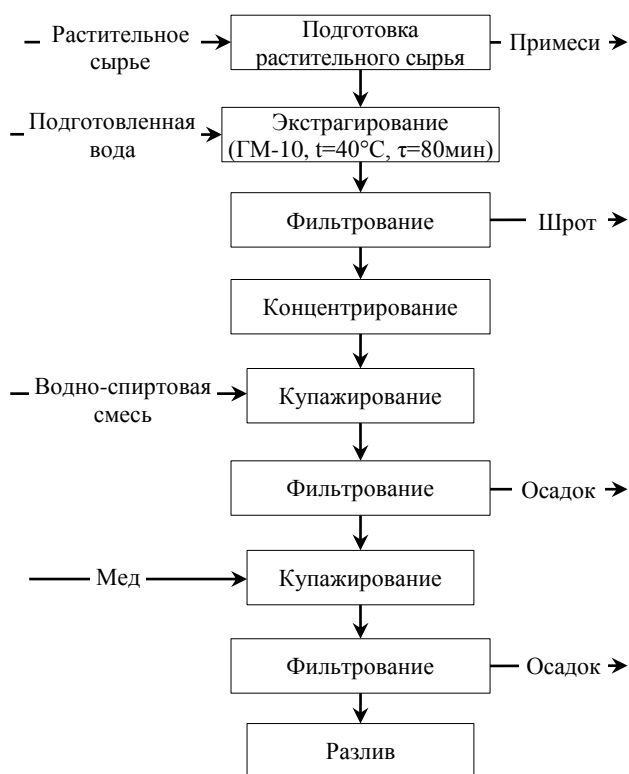 Растительное
сырье
Подготовка
растительного сырья
Примеси
Подготовленная
вода
Экстрагирование
(ГМ-10, t=40°C, τ=80мин)
Фильтрование
Шрот
Концентрирование
Водно-спиртовая
смесь
Купажирование
Фильтрование
Осадок
Мед
Купажирование
Фильтрование
Осадок
Разлив